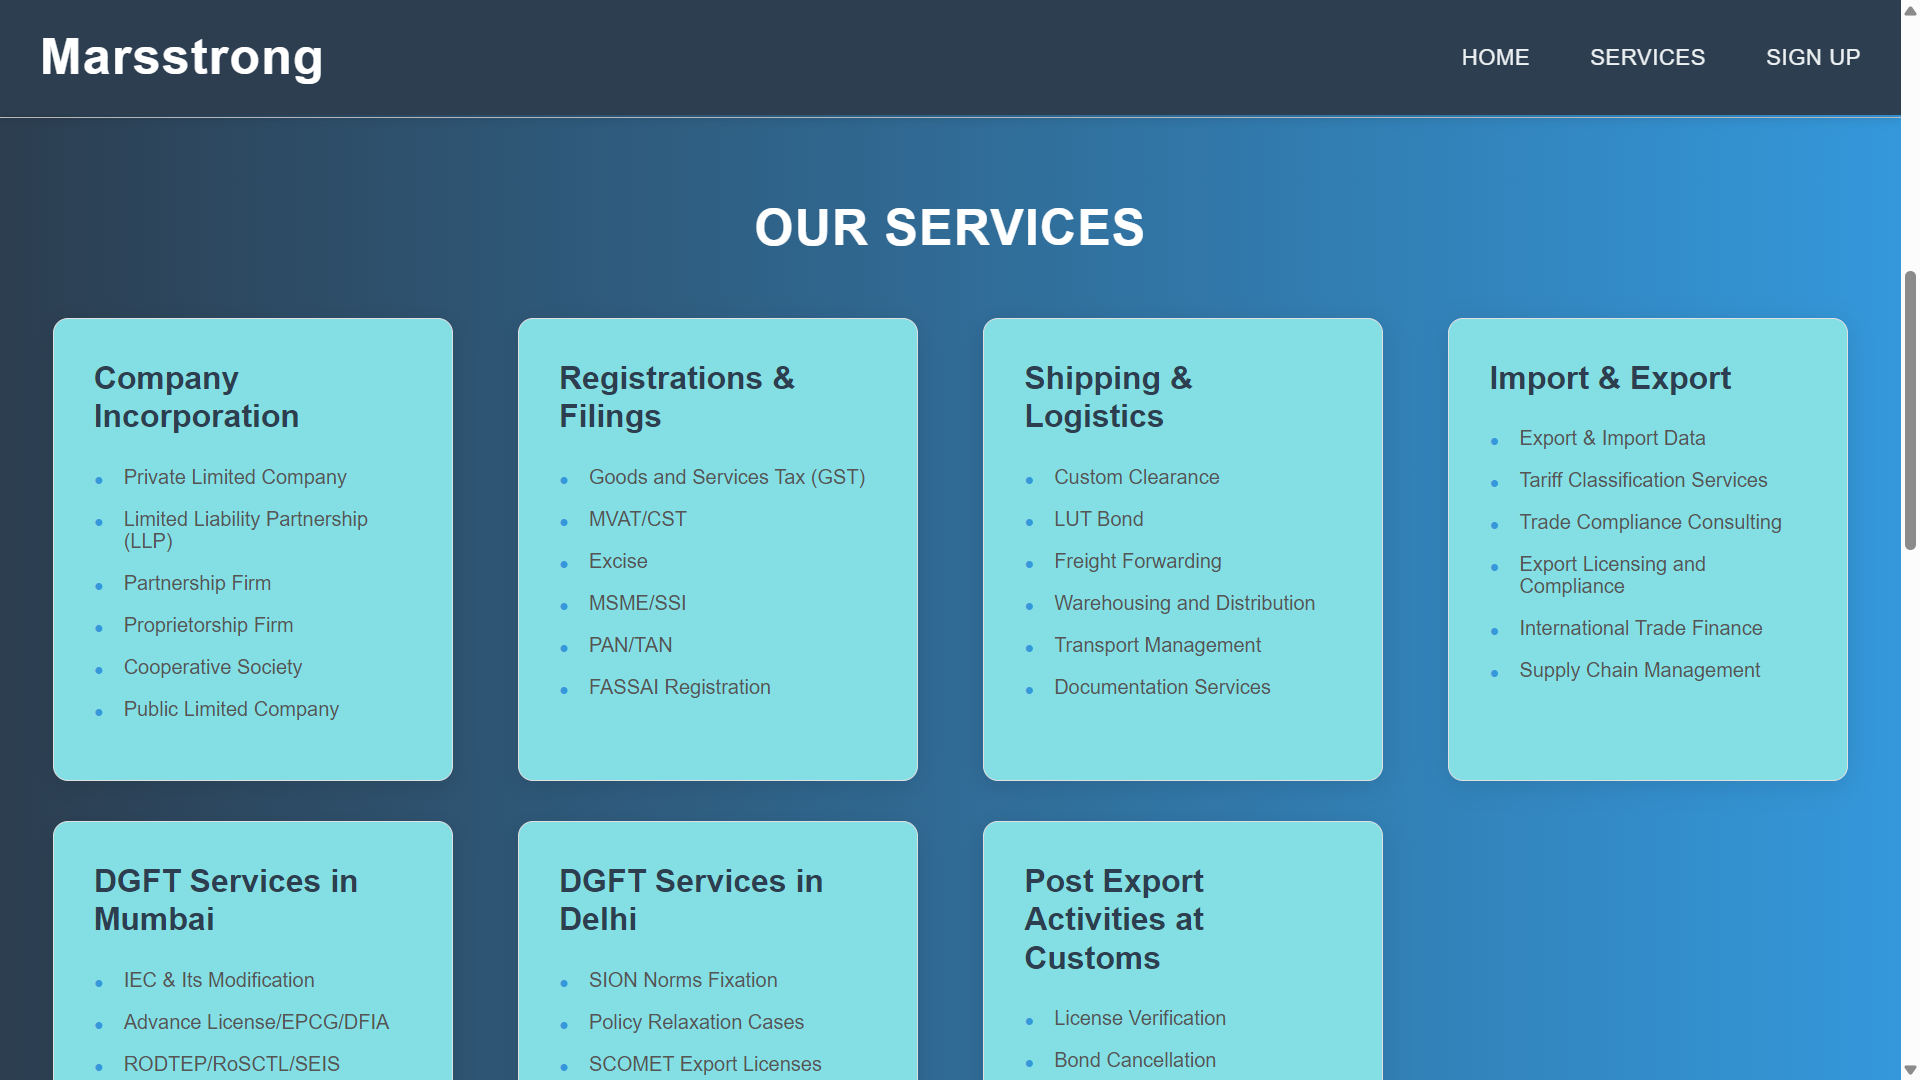 Marsstrong
HOME
SERVICES
SIGN UP
OUR SERVICES
Company
Incorporation
Private Limited Company
Limited Liability Partnership
(LLP)
Partnership Firm
Proprietorship Firm
Cooperative Society
Public Limited Company
Registrations &
Filings
Goods and Services Tax (GST)
MVAT/CST
Excise
MSME/SSI
PAN/TAN
FASSAI Registration
Shipping &
Logistics
Custom Clearance
LUT Bond
Freight Forwarding
Warehousing and Distribution
Transport Management
Documentation Services
Import & Export
Export & Import Data
Tariff Classification Services
Trade Compliance Consulting
Export Licensing and
Compliance
International Trade Finance
Supply Chain Management
DGFT Services in
Mumbai
IEC & Its Modification
Advance License/EPCG/DFIA
RODTEP/RoSCTL/SEIS
DGFT Services in
Delhi
SION Norms Fixation
Policy Relaxation Cases
SCOMET Export Licenses
Post Export
Activities at
Customs
License Verification
Bond Cancellation